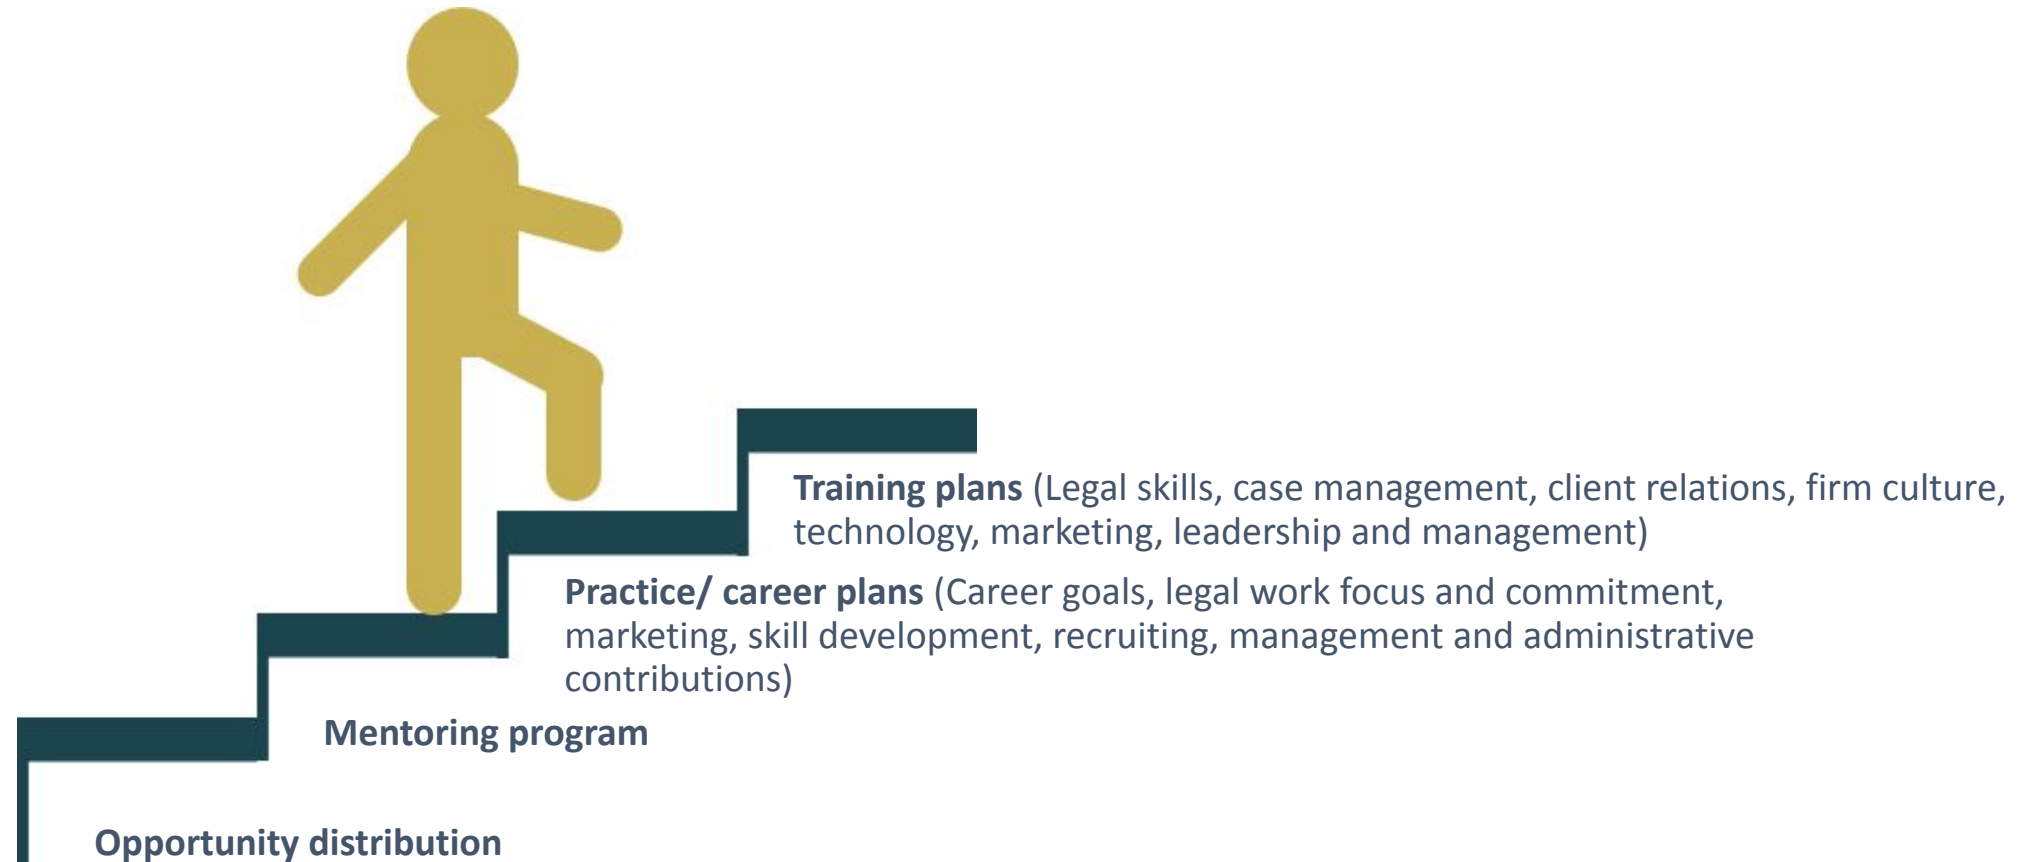 Training plans (Legal skills, case management, client relations, firm culture,
technology, marketing, leadership and management)
Practice/ career plans (Career goals, legal work focus and commitment,
marketing, skill development, recruiting, management and administrative
contributions)
Mentoring program
Opportunity distribution